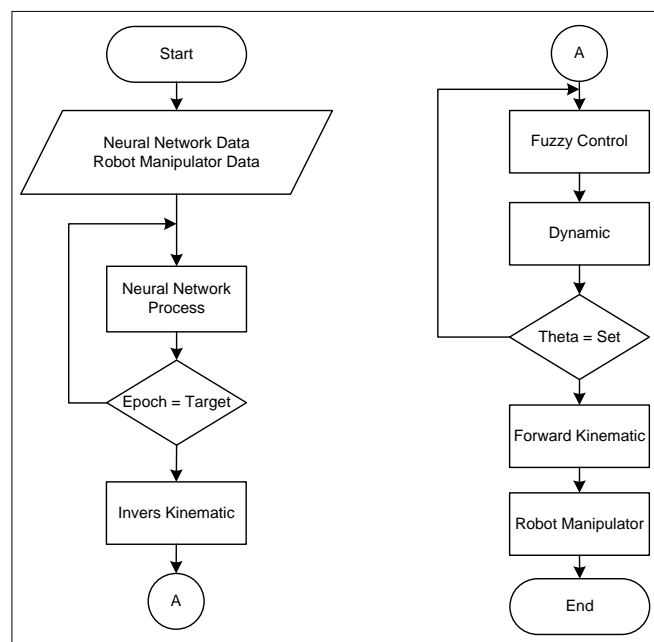 Start
Neural Network Data
Robot Manipulator Data
Neural Network
Process
Epoch = Target
Invers Kinematic
A
A
Fuzzy Control
Dynamic
Theta = Set
Forward Kinematic
Robot Manipulator
End